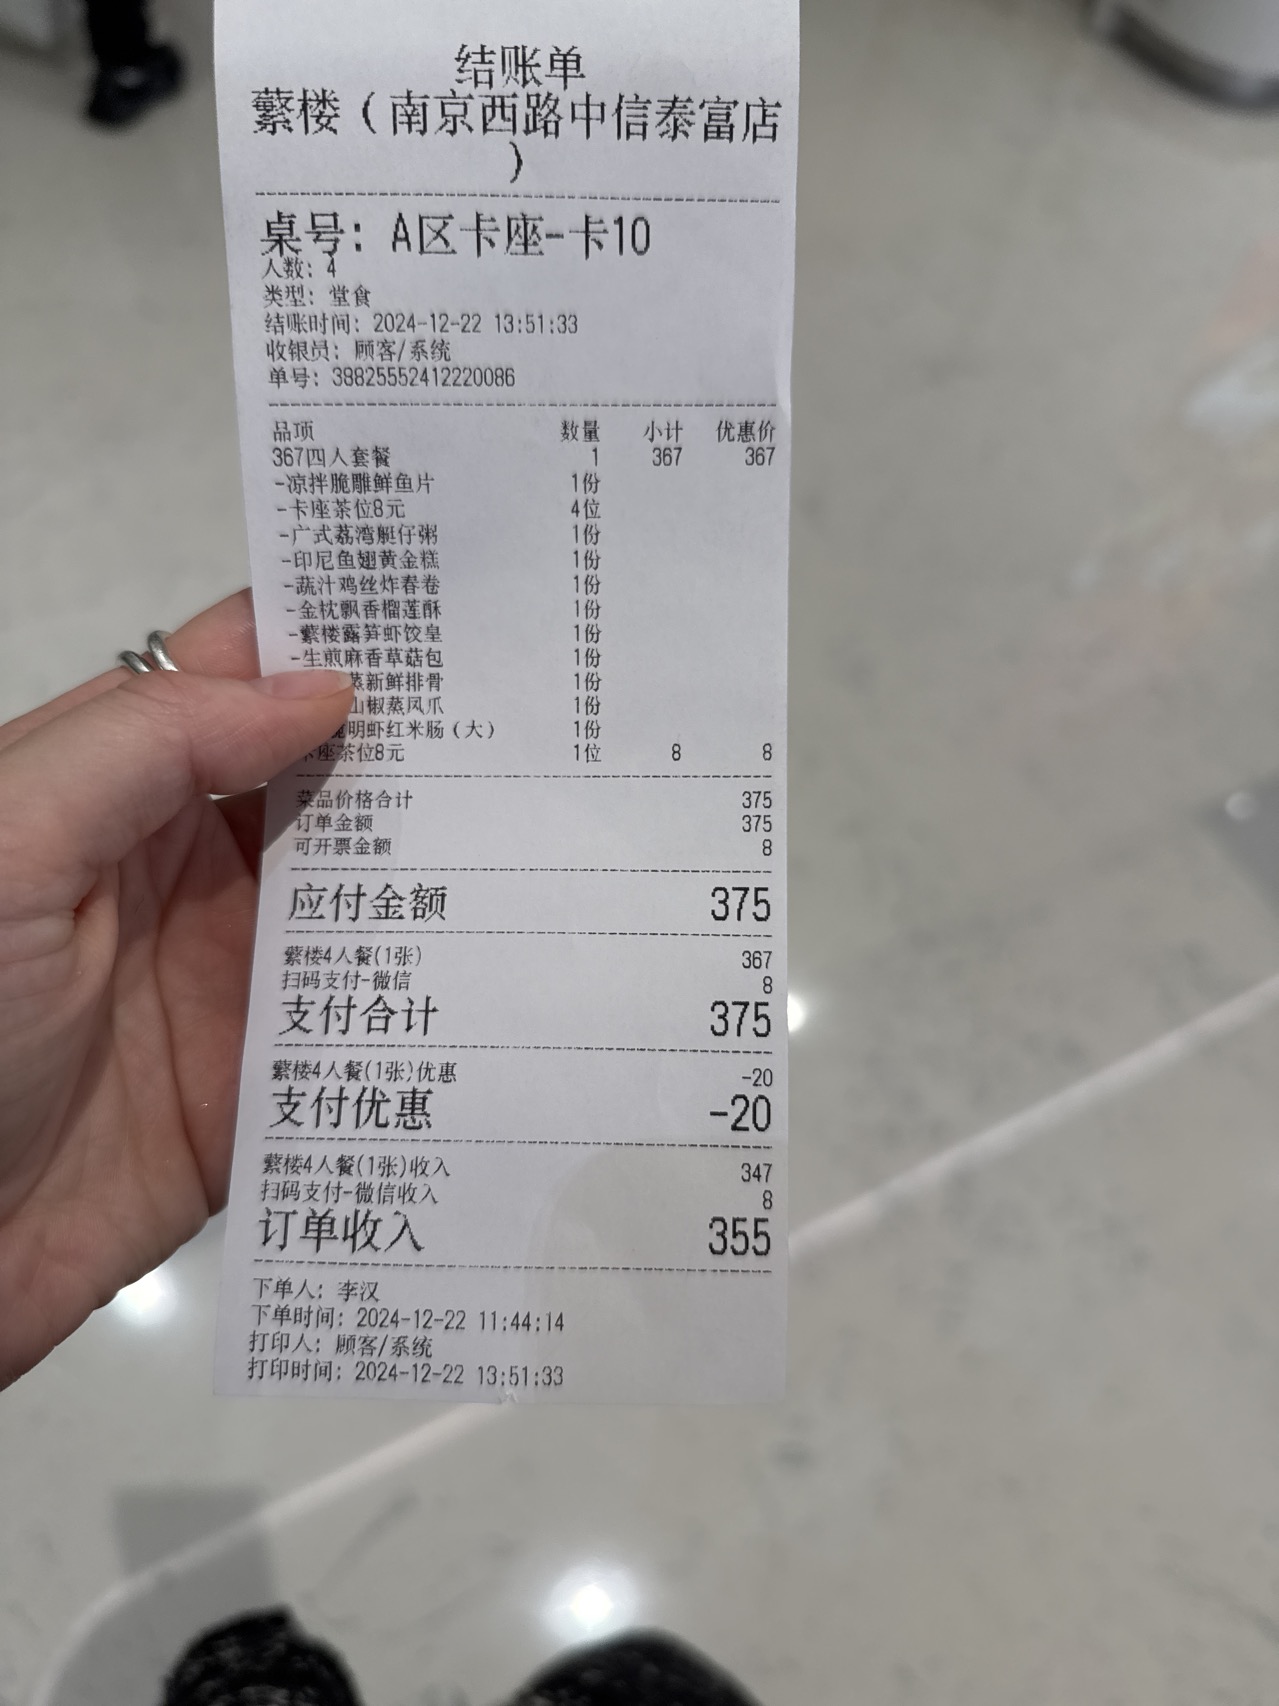 结账单
蘩楼（南京西路中信泰富店
）
桌号：A区卡座-卡10
人数：4
类型：堂食
结账时间：2024-12-22 13:51:33
收银员：顾客/系统
单号：38825552412220086
品项 数量 小计 优惠价
367四人套餐 1 367 367
-凉拌脆雕鲜鱼片 1份
-卡座茶位8元 4位
-广式荔湾艇仔粥 1份
-印尼鱼翅黄金糕 1份
-蔬汁鸡丝炸春卷 1份
-金枕飘香榴莲酥 1份
-蘩楼露笋虾饺皇 1份
-生煎麻香草菇包 1份
蒸新鲜排骨 1份
山椒蒸凤爪 1份
明虾红米肠（大） 1份
卡座茶位8元 1位 8 8
菜品价格合计 375
订单金额 375
可开票金额 8
应付金额 375
蘩楼4人餐(1张) 367
扫码支付-微信 8
支付合计 375
蘩楼4人餐(1张)优惠 -20
支付优惠 -20
蘩楼4人餐(1张)收入 347
扫码支付-微信收入 8
订单收入 355
下单人：李汉
下单时间：2024-12-22 11:44:14
打印人：顾客/系统
打印时间：2024-12-22 13:51:33